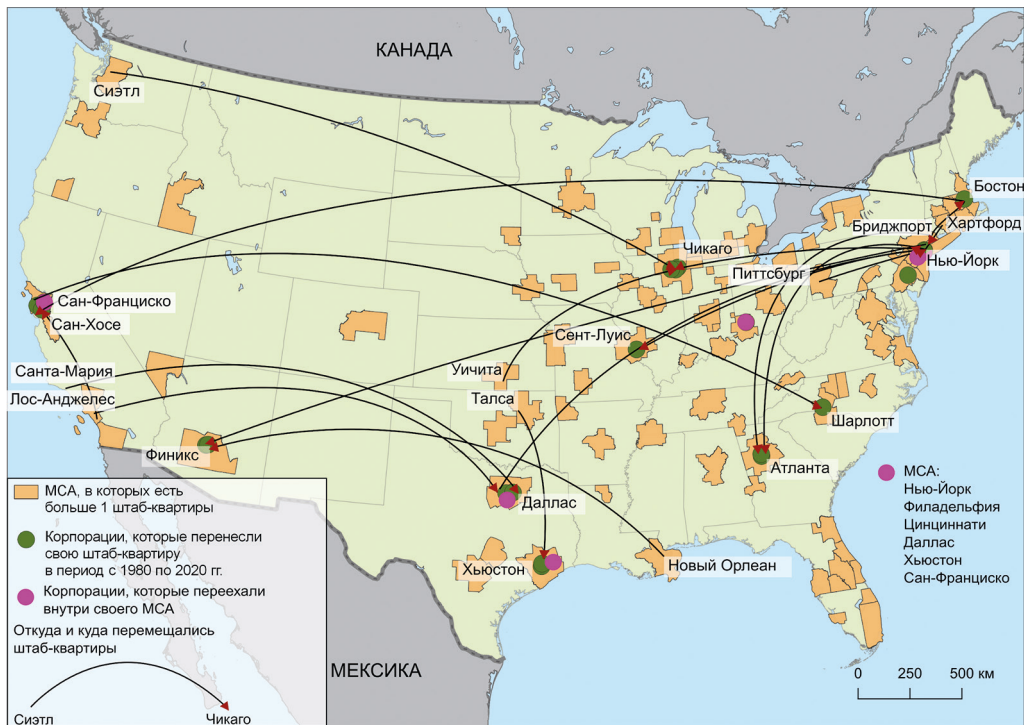 КАНАДА
Сиэтл
Бостон
Бриджпорт
Хартфорд
Чикаго
Нью-Йорк
Питтсбург
Сан-Франциско
Сан-Хосе
Сент-Луис
Санта-Мария
Уичита
Лос-Анджелес
Талса
Шарлотт
Финикс
Атланта
Даллас
Хьюстон
Новый Орлеан
МЕКСИКА
МСА, в которых есть
больше 1 штаб-квартиры
Корпорации, которые перенесли
свою штаб-квартиру
в период с 1980 по 2020 гг.
Корпорации, которые переехали
внутри своего МСА
Откуда и куда перемещались
штаб-квартиры
Сиэтл
Чикаго
МСА:
Нью-Йорк
Филадельфия
Цинциннати
Даллас
Хьюстон
Сан-Франциско
0 250 500 км